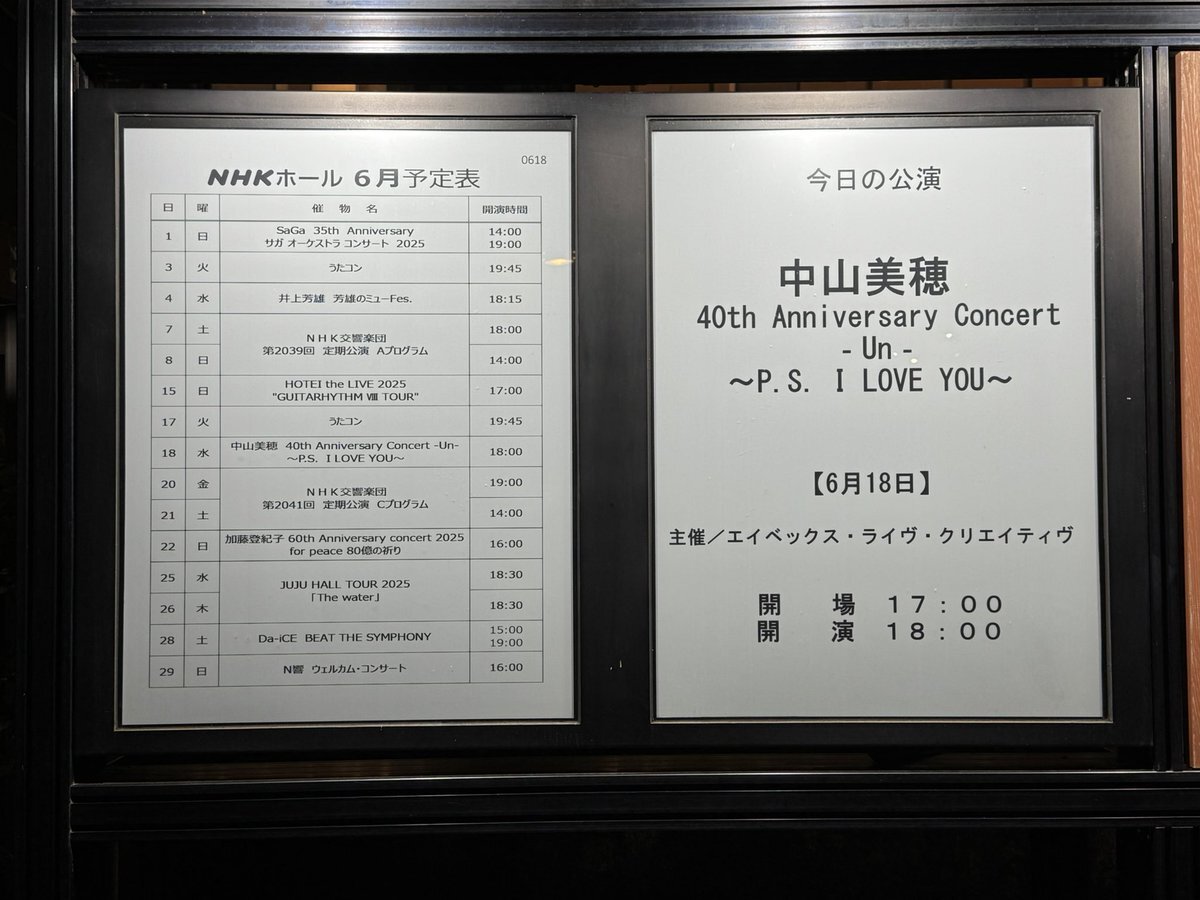 0618
NHKホール 6月予定表
日 曜 催 物 名 開演時間
1 日 SaGa 35th Anniversary 14:00
サガ オーケストラ コンサート 2025 19:00
3 火 うたコン 19:45
4 水 井上芳雄 芳雄のミューFes. 18:15
7 土 NHK交響楽団 18:00
第2039回 定期公演 Aプログラム
8 日 14:00
15 日 HOTEI the LIVE 2025 17:00
"GUITARHYTHM Ⅷ TOUR"
17 火 うたコン 19:45
18 水 中山美穂 40th Anniversary Concert -Un- 18:00
～P.S. I LOVE YOU～
20 金 NHK交響楽団 19:00
第2041回 定期公演 Cプログラム
21 土 14:00
22 日 加藤登紀子 60th Anniversary concert 2025 16:00
for peace 80億の祈り
25 水 JUJU HALL TOUR 2025 18:30
「The water」
26 木 18:30
28 土 Da-iCE BEAT THE SYMPHONY 15:00
19:00
29 日 N響 ウェルカム・コンサート 16:00
今日の公演
中山美穂
40th Anniversary Concert
- Un -
～P.S. I LOVE YOU～
【6月18日】
主催／エイベックス・ライヴ・クリエイティヴ
開 場 17：00
開 演 18：00